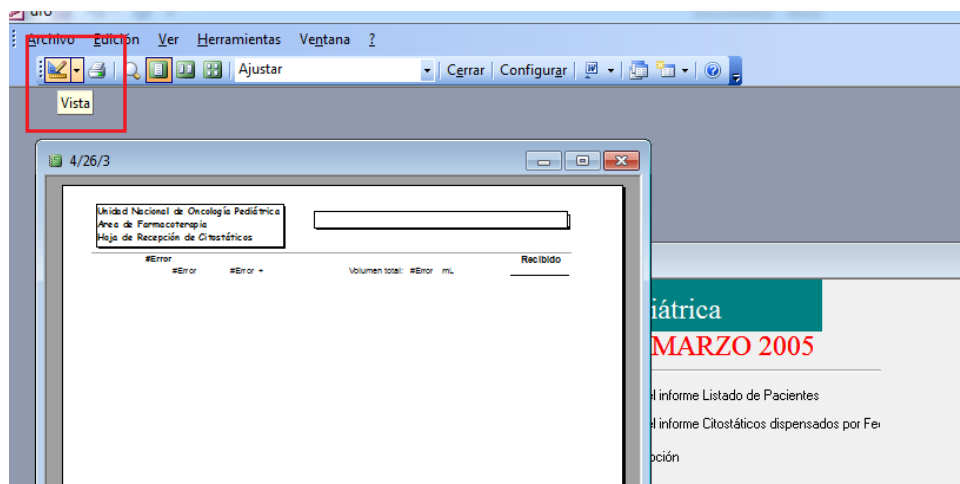 uro
Archivo Edición Ver Herramientas Ventana ?
Ajustar Cerrar Configurar
Vista
4/26/3
Unidad Nacional de Oncología Pediátrica
Area de Farmacoterapia
Hoja de Recepción de Citostáticos
#Error Recibido
#Error #Error + Volumen total: #Error mL
iátrica
MARZO 2005
el informe Listado de Pacientes
el informe Citostáticos dispensados por Fe
pción